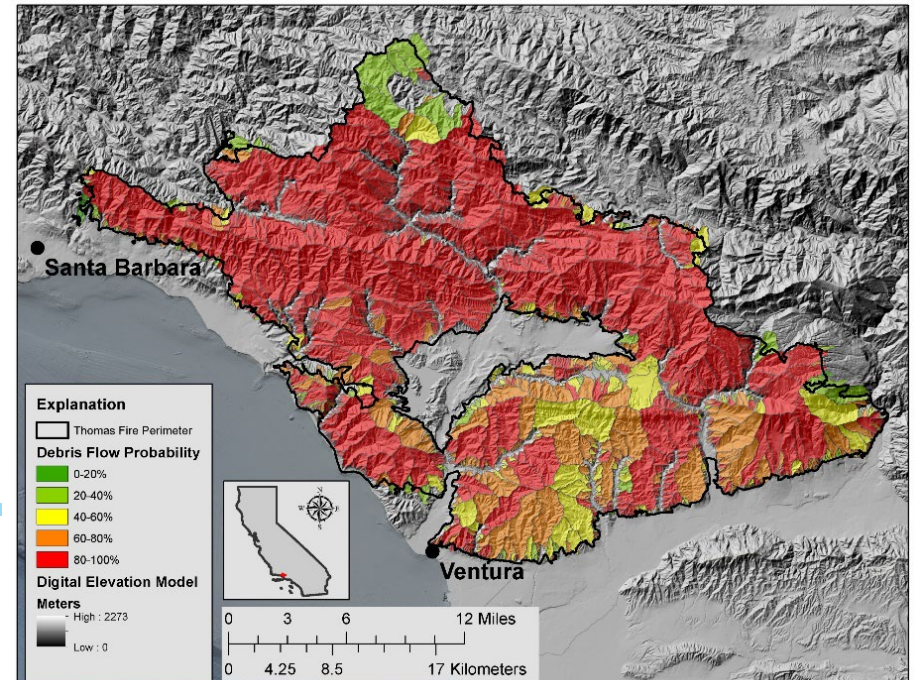 Santa Barbara
Ventura
Explanation
Thomas Fire Perimeter
Debris Flow Probability
0-20%
20-40%
40-60%
60-80%
80-100%
Digital Elevation Model
Meters
High : 2273
Low : 0
N
W E
S
0 3 6 12 Miles
0 4.25 8.5 17 Kilometers